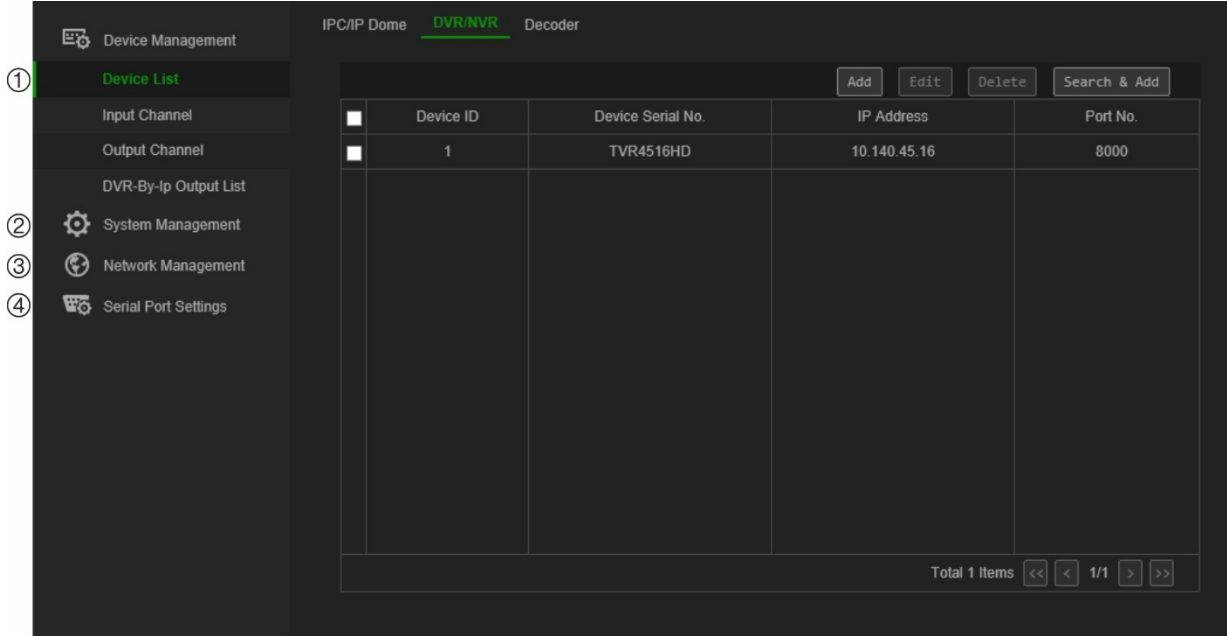 IPC/IP Dome DVR/NVR Decoder
Device Management
① Device List
Add Edit Delete Search & Add
Input Channel
Device ID Device Serial No. IP Address Port No.
Output Channel
1 TVR4516HD 10.140.45.16 8000
DVR-By-Ip Output List
② System Management
③ Network Management
④ Serial Port Settings
Total 1 Items << < 1/1 > >>